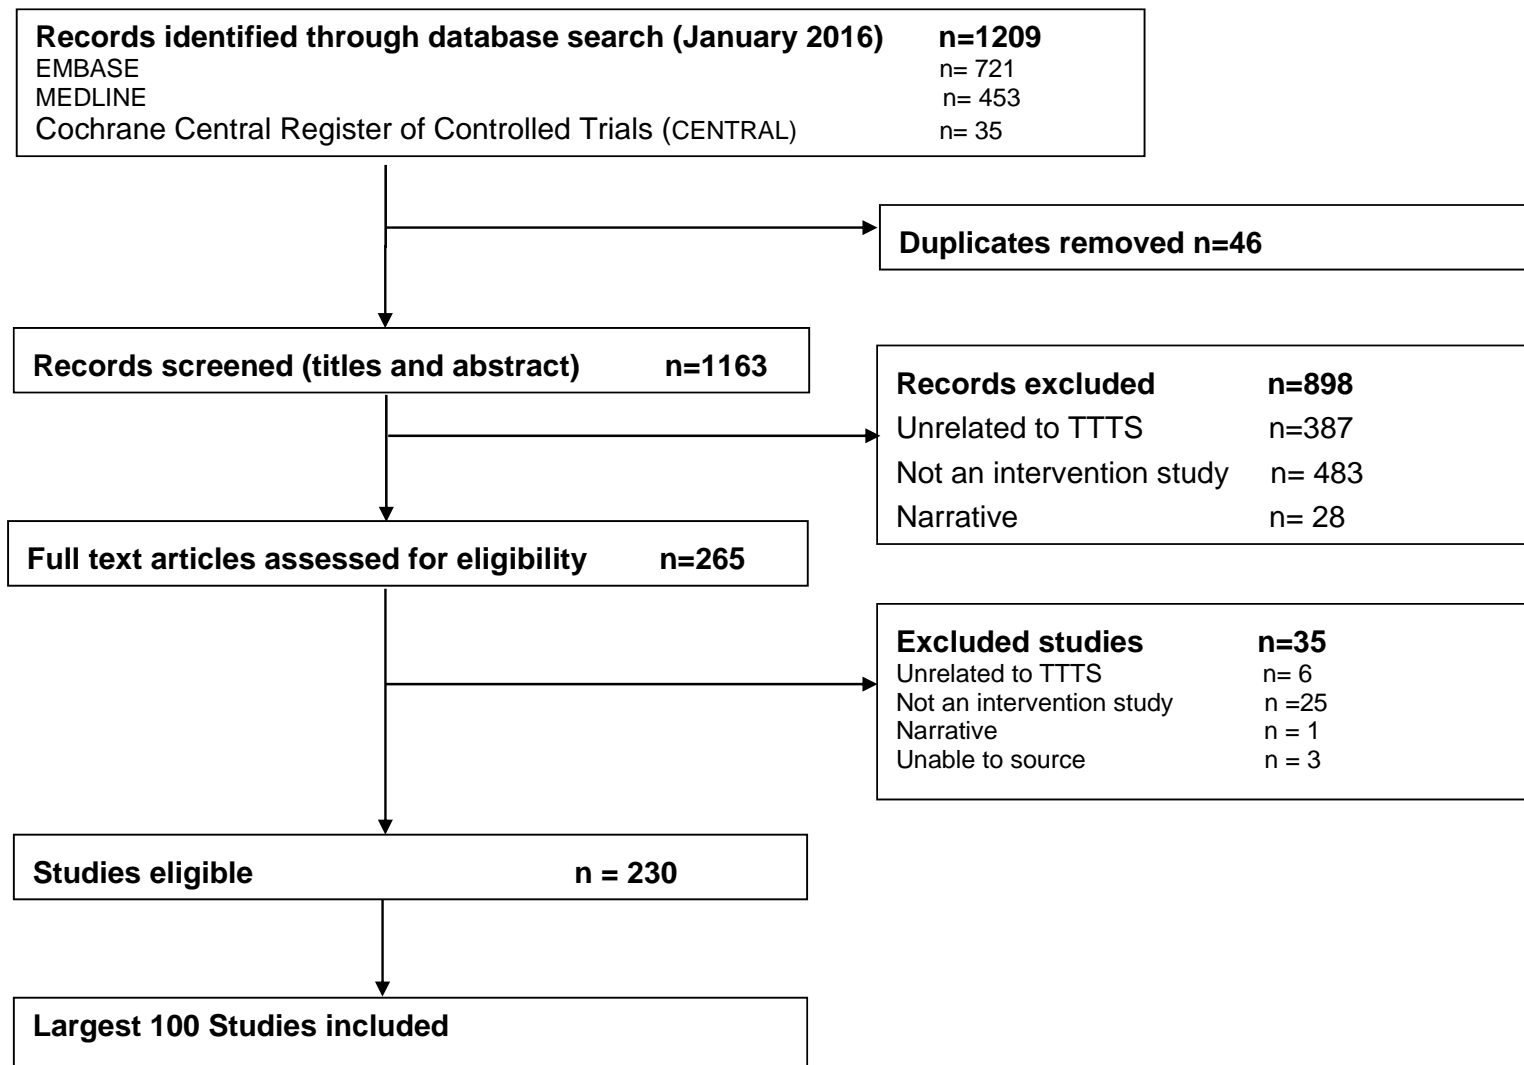 Records identified through database search (January 2016) n=1209
EMBASE n= 721
MEDLINE n= 453
Cochrane Central Register of Controlled Trials (CENTRAL) n= 35
Duplicates removed n=46
Records screened (titles and abstract) n=1163
Records excluded n=898
Unrelated to TTTS n=387
Not an intervention study n= 483
Narrative n= 28
Full text articles assessed for eligibility n=265
Excluded studies n=35
Unrelated to TTTS n= 6
Not an intervention study n =25
Narrative n = 1
Unable to source n = 3
Studies eligible n = 230
Largest 100 Studies included